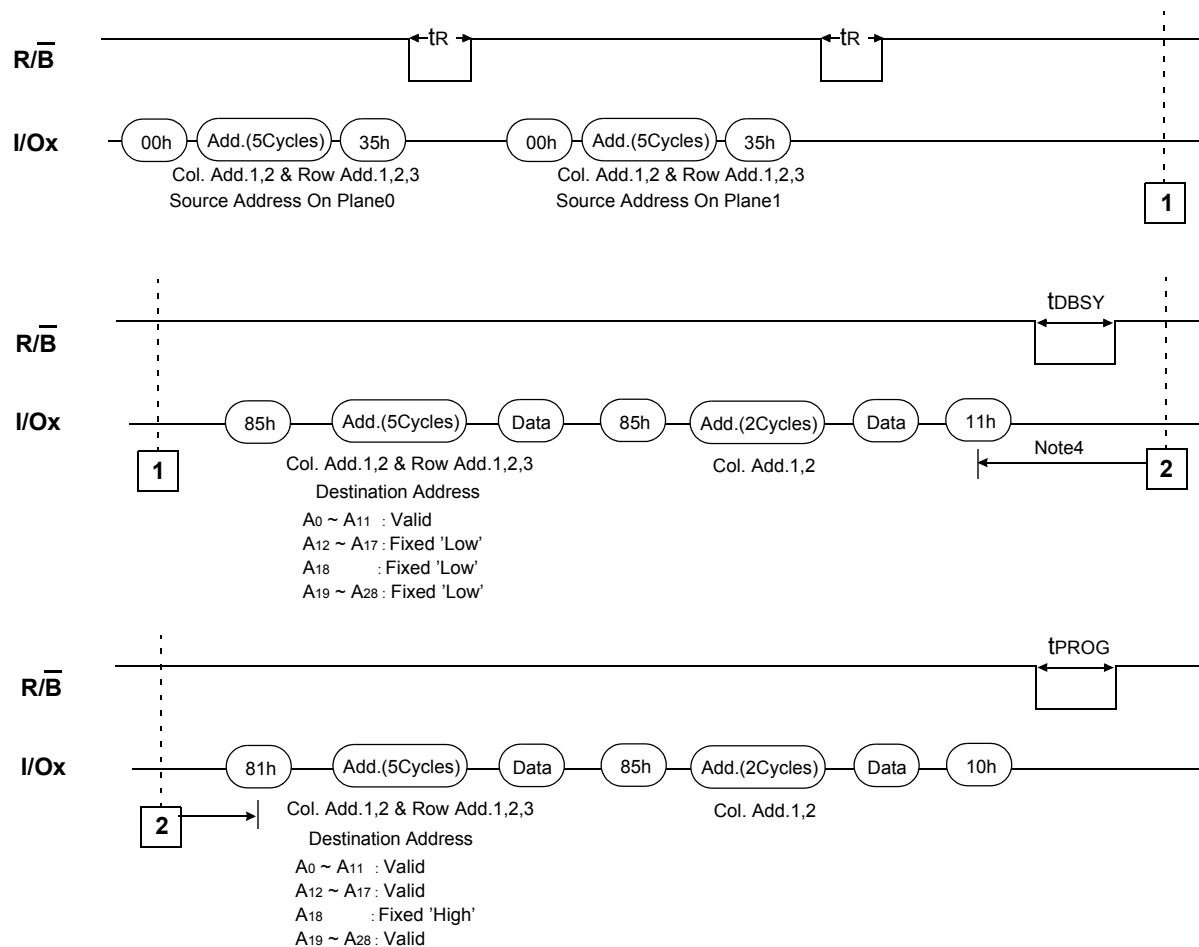 tR tR
R/B
I/Ox 00h Add.(5Cycles) 35h 00h Add.(5Cycles) 35h
Col. Add.1,2 & Row Add.1,2,3 Col. Add.1,2 & Row Add.1,2,3
Source Address On Plane0 Source Address On Plane1
1
tDBSY
R/B
I/Ox 85h Add.(5Cycles) Data 85h Add.(2Cycles) Data 11h
1 Col. Add.1,2 & Row Add.1,2,3 Col. Add.1,2 Note4 2
Destination Address
A0 ~ A11 : Valid
A12 ~ A17 : Fixed 'Low'
A18 : Fixed 'Low'
A19 ~ A28 : Fixed 'Low'
tPROG
R/B
I/Ox 81h Add.(5Cycles) Data 85h Add.(2Cycles) Data 10h
2 Col. Add.1,2 & Row Add.1,2,3 Col. Add.1,2
Destination Address
A0 ~ A11 : Valid
A12 ~ A17 : Valid
A18 : Fixed 'High'
A19 ~ A28 : Valid